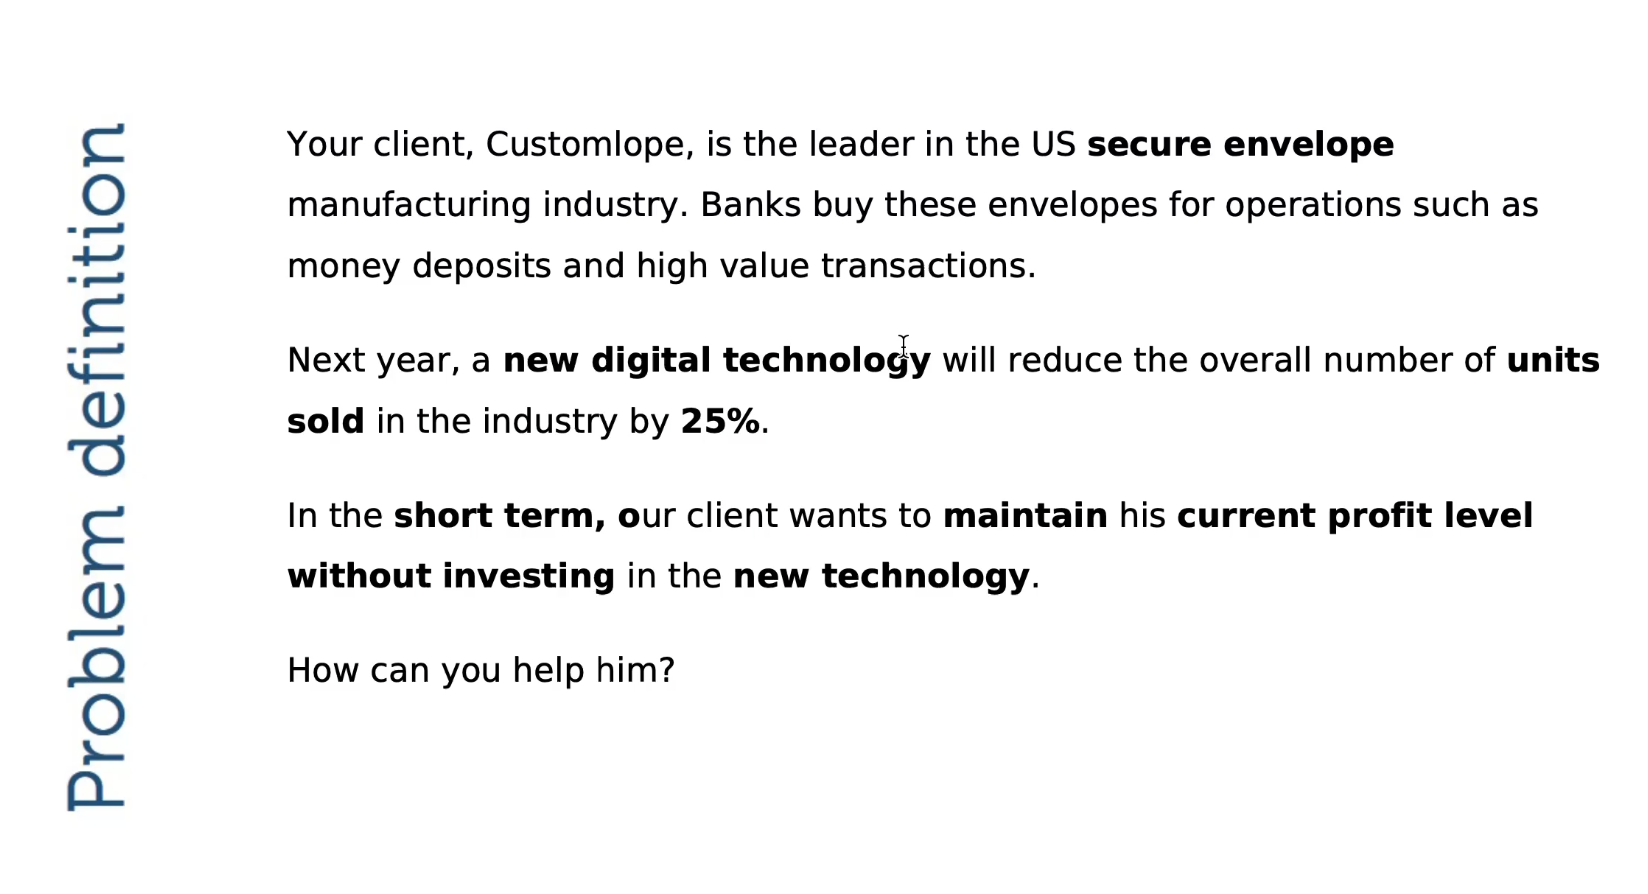 Problem definition
Your client, Customlope, is the leader in the US secure envelope
manufacturing industry. Banks buy these envelopes for operations such as
money deposits and high value transactions.
Next year, a new digital technology will reduce the overall number of units
sold in the industry by 25%.
In the short term, our client wants to maintain his current profit level
without investing in the new technology.
How can you help him?